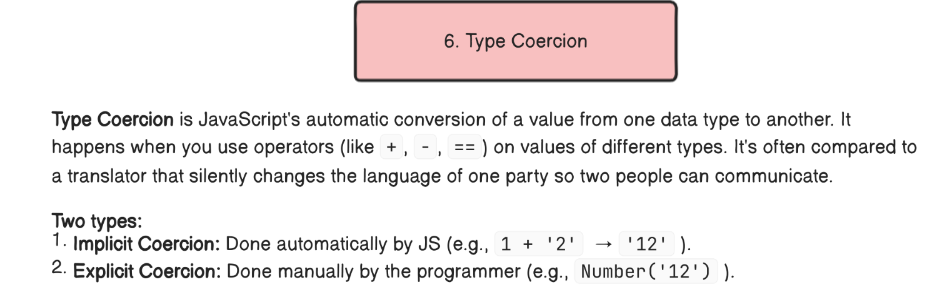 6. Type Coercion
Type Coercion is JavaScript's automatic conversion of a value from one data type to another. It
happens when you use operators (like + , - , == ) on values of different types. It's often compared to
a translator that silently changes the language of one party so two people can communicate.
Two types:
1. Implicit Coercion: Done automatically by JS (e.g., 1 + '2' → '12' ).
2. Explicit Coercion: Done manually by the programmer (e.g., Number('12') ).